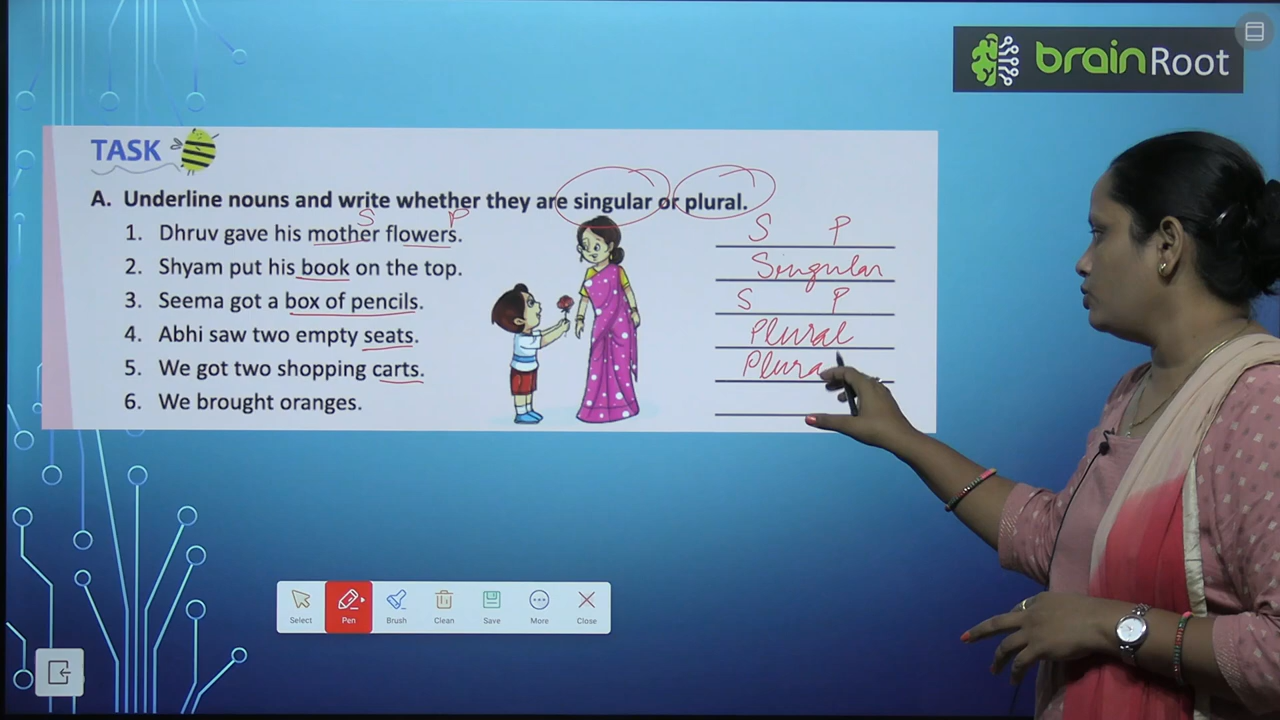 brainRoot
TASK
A. Underline nouns and write whether they are singular or plural.
S P
1. Dhruv gave his mother flowers. S P
2. Shyam put his book on the top. Singular
3. Seema got a box of pencils. S P
4. Abhi saw two empty seats. Plural
5. We got two shopping carts. Plura
6. We brought oranges.
Select Pen Brush Clean Save More Close